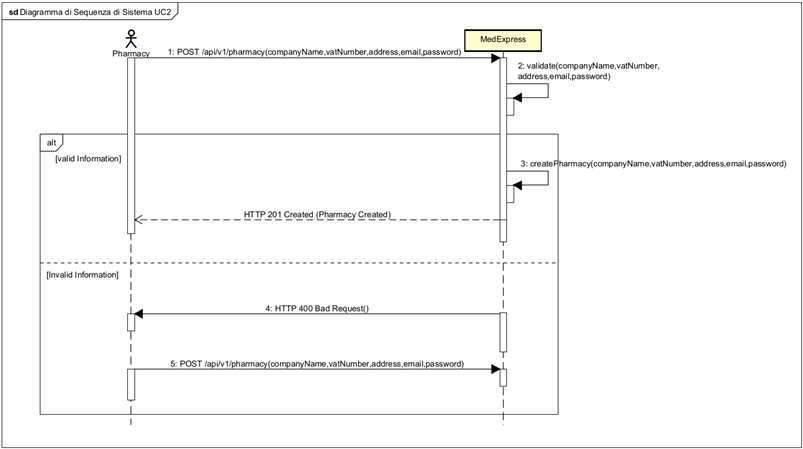 sd Diagramma di Sequenza di Sistema UC2
MedExpress
Pharmacy
1: POST /api/v1/pharmacy(companyName,vatNumber,address,email,password)
2: validate(companyName,vatNumber,
address,email,password)
alt
[valid Information]
3: createPharmacy(companyName,vatNumber,address,email,password)
HTTP 201 Created (Pharmacy Created)
[Invalid Information]
4: HTTP 400 Bad Request()
5: POST /api/v1/pharmacy(companyName,vatNumber,address,email,password)